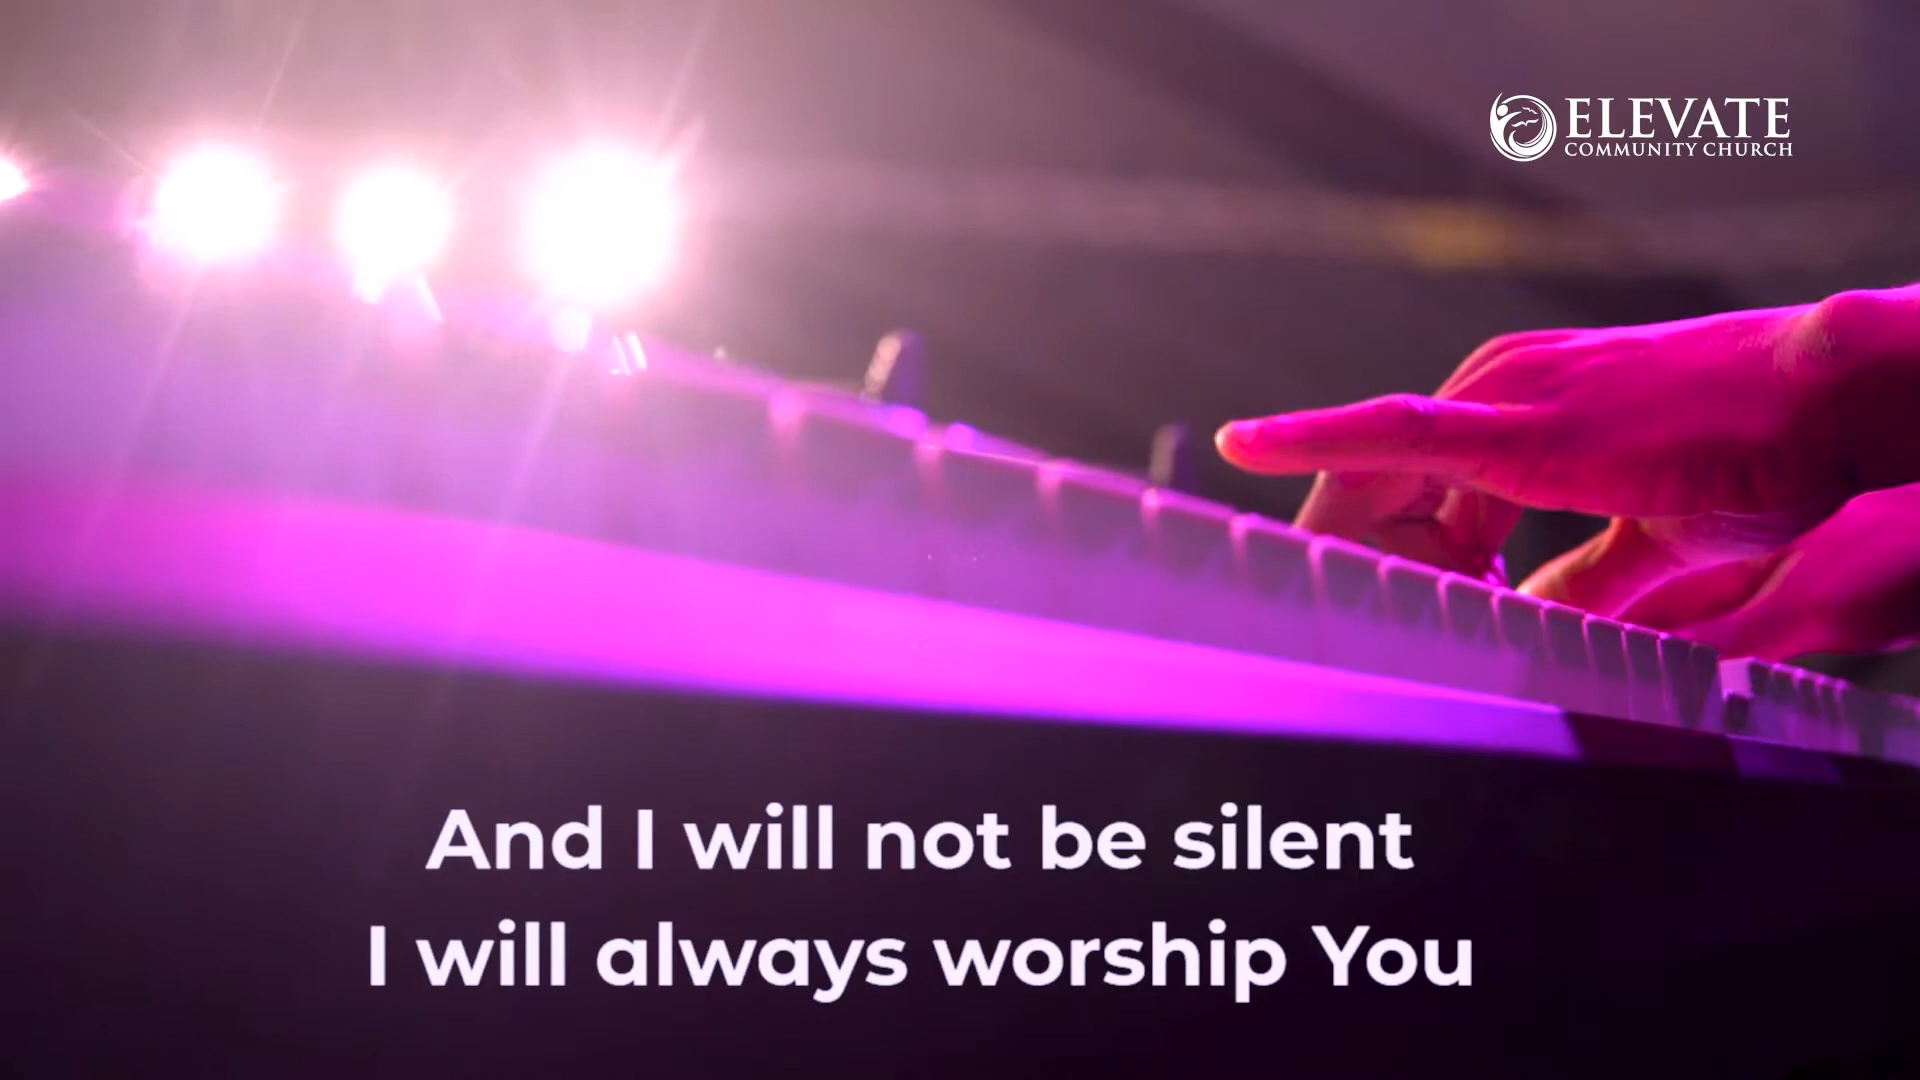 ELEVATE
COMMUNITY CHURCH
And I will not be silent
I will always worship You